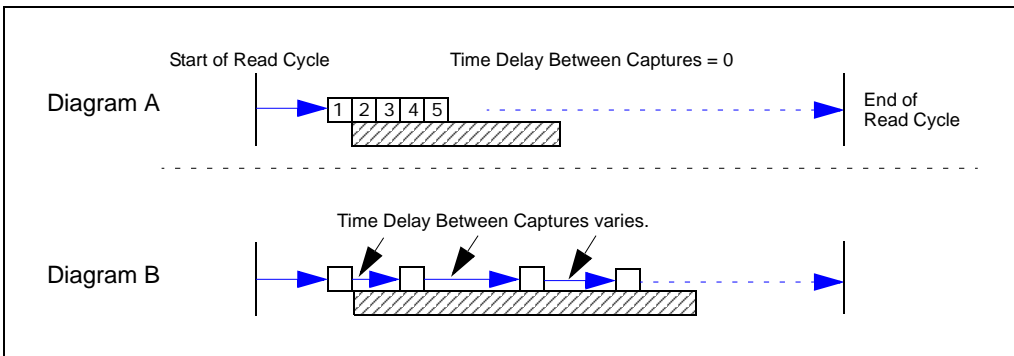 Start of Read Cycle
Time Delay Between Captures = 0
Diagram A
1 2 3 4 5
End of
Read Cycle
Time Delay Between Captures varies.
Diagram B